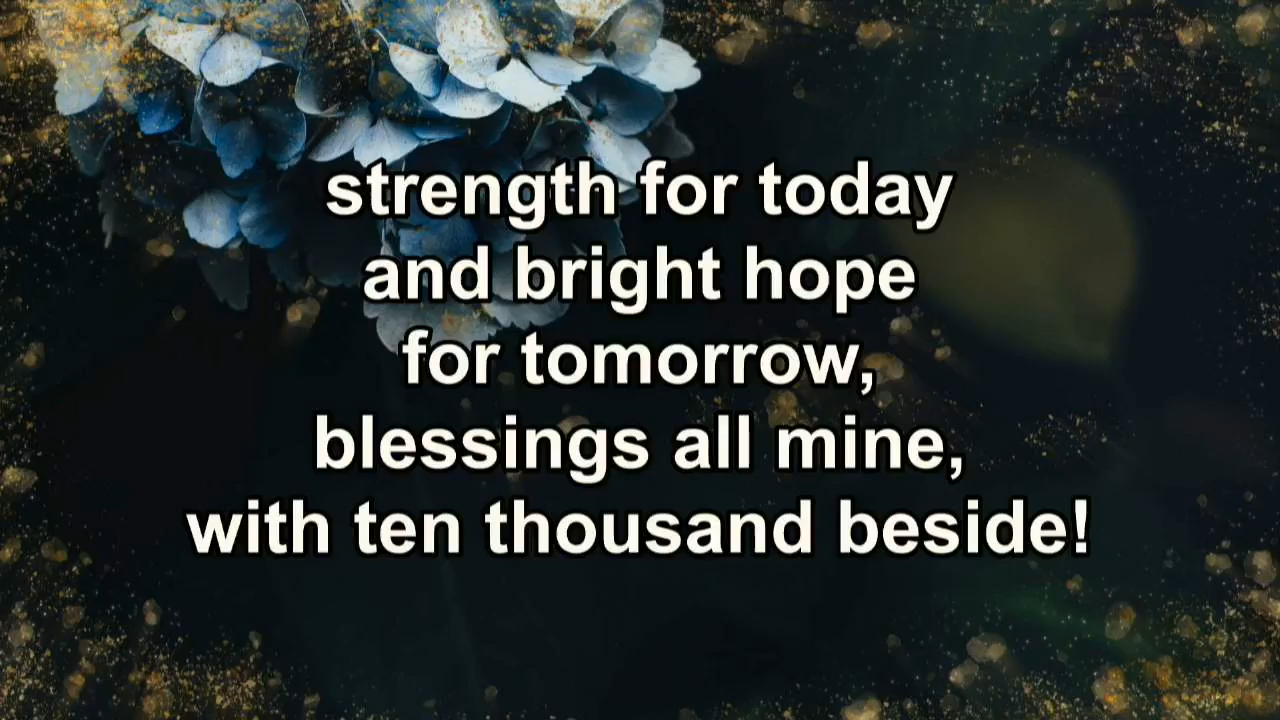 strength for today
and bright hope
for tomorrow,
blessings all mine,
with ten thousand beside!